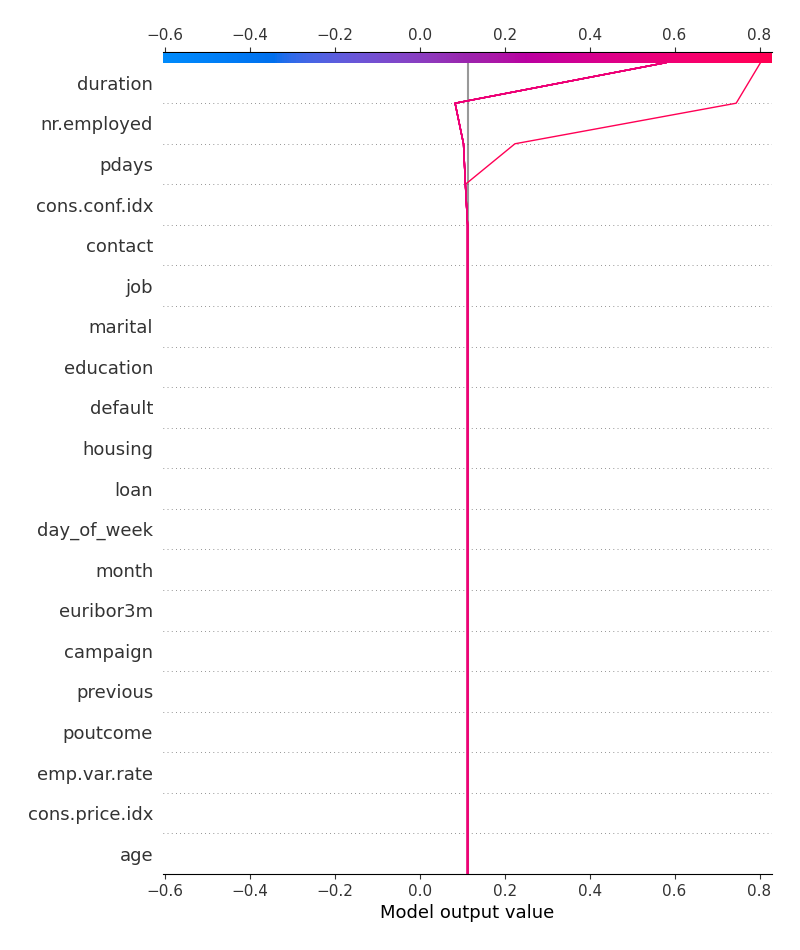 −0.6 −0.4 −0.2 0.0 0.2 0.4 0.6 0.8
duration
nr.employed
pdays
cons.conf.idx
contact
job
marital
education
default
housing
loan
day_of_week
month
euribor3m
campaign
previous
poutcome
emp.var.rate
cons.price.idx
age
−0.6 −0.4 −0.2 0.0 0.2 0.4 0.6 0.8
Model output value